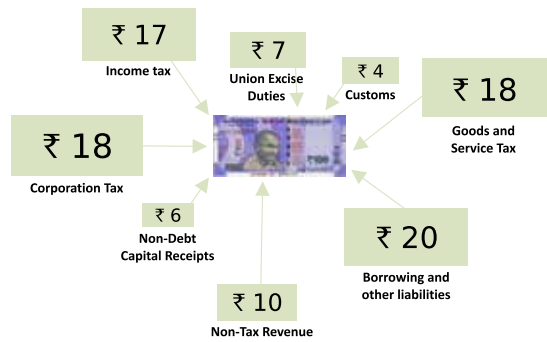 ₹ 17
Income tax
₹ 7
Union Excise
Duties
₹ 4
Customs
₹ 18
Goods and
Service Tax
₹ 18
Corporation Tax
₹ 6
Non-Debt
Capital Receipts
₹ 20
Borrowing and
other liabilities
₹ 10
Non-Tax Revenue